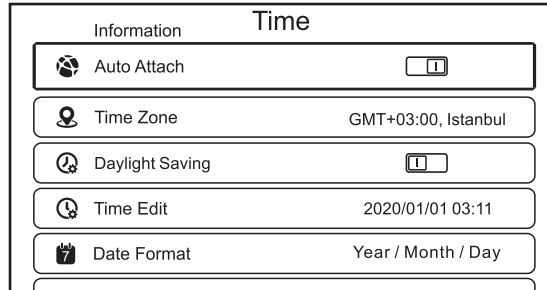 Time
Information
Auto Attach
Time Zone GMT+03:00, Istanbul
Daylight Saving
Time Edit 2020/01/01 03:11
7
Date Format Year / Month / Day